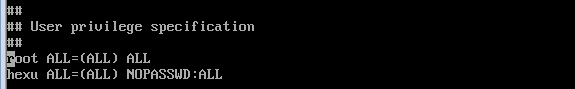 ##
## User privilege specification
##
root ALL=(ALL) ALL
hexu ALL=(ALL) NOPASSWD:ALL